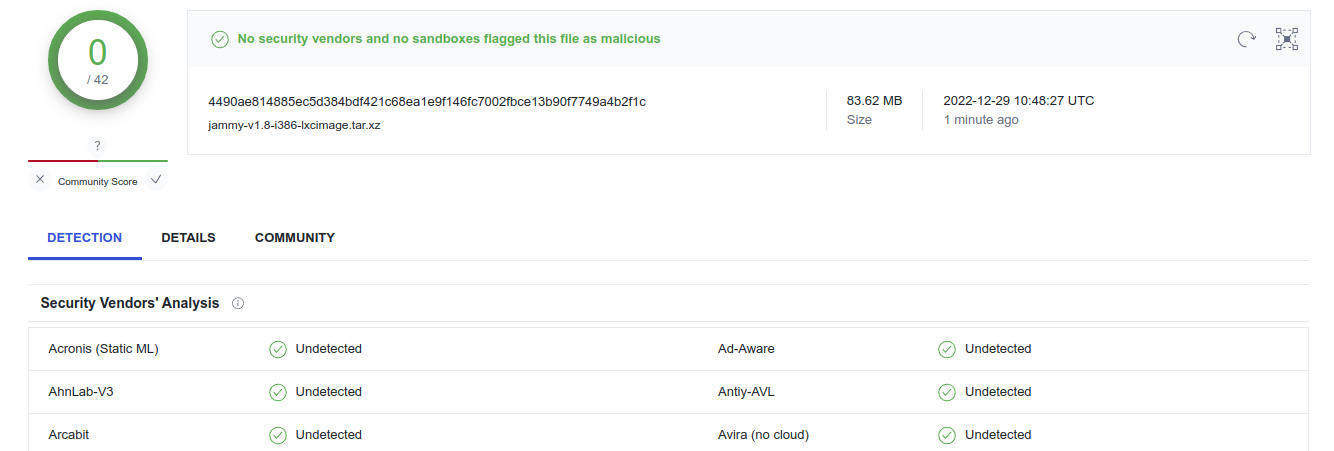 0
/ 42
?
Community Score
No security vendors and no sandboxes flagged this file as malicious
4490ae814885ec5d384bdf421c68ea1e9f146fc7002fbce13b90f7749a4b2f1c
jammy-v1.8-i386-lxcimage.tar.xz
83.62 MB
Size
2022-12-29 10:48:27 UTC
1 minute ago
DETECTION DETAILS COMMUNITY
Security Vendors' Analysis
Acronis (Static ML) Undetected Ad-Aware Undetected
AhnLab-V3 Undetected Antiy-AVL Undetected
Arcabit Undetected Avira (no cloud) Undetected